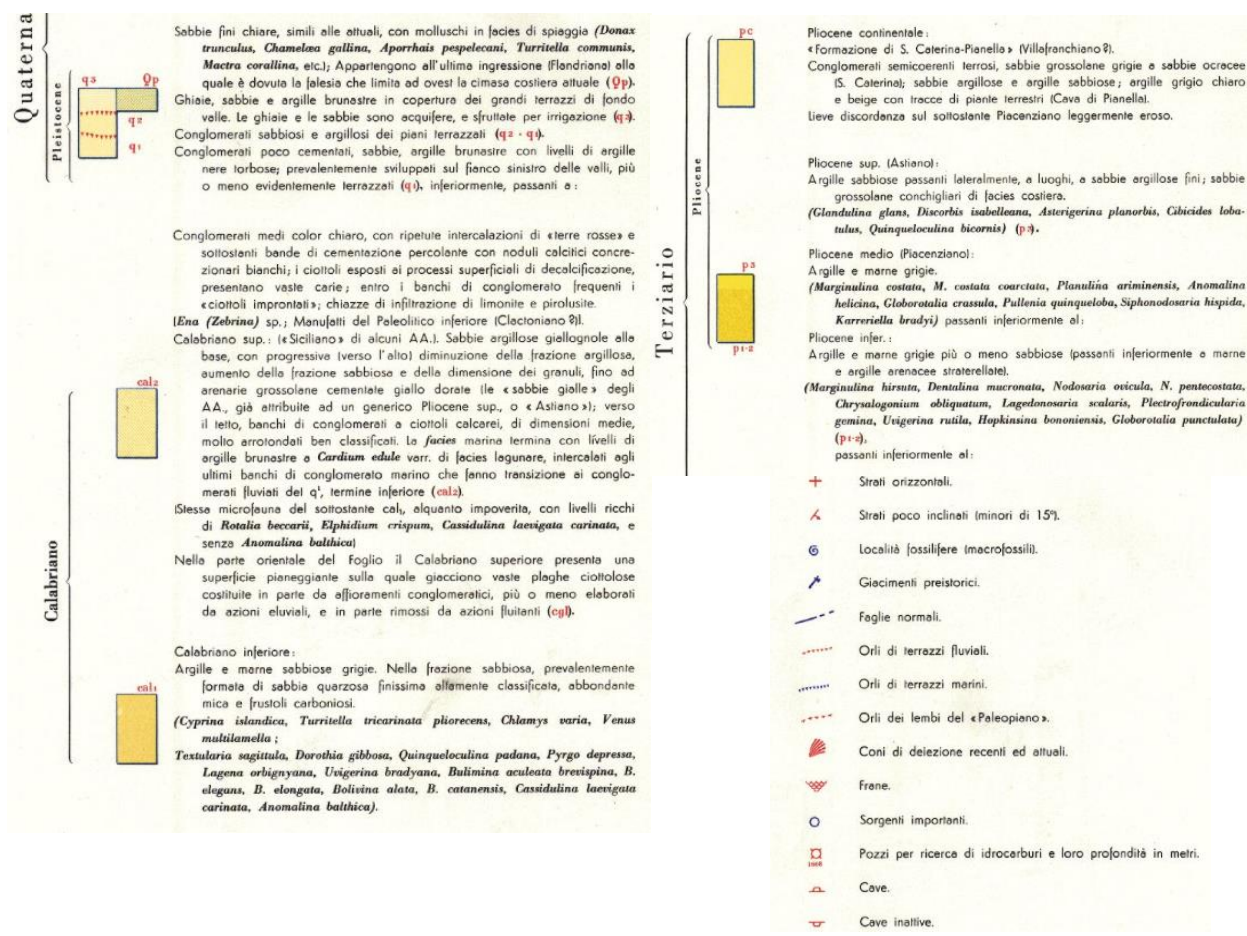 Quaterna
Pleistocene
q3
Qp
q2
q1
Sabbie fini chiare, simili alle attuali, con molluschi in facies di spiaggia (Donax
trunculus, Chamelœa gallina, Aporrhais pespelecani, Turritella communis,
Mactra corallina, etc.); Appartengono all'ultima ingressione (Flandriana) alla
quale è dovuta la falesia che limita ad ovest la cimasa costiera attuale (Qp).
Ghiaie, sabbie e argille brunastre in copertura dei grandi terrazzi di fondo
valle. Le ghiaie e le sabbie sono acquifere, e sfruttate per irrigazione (q3).
Conglomerati sabbiosi e argillosi dei piani terrazzati (q2 - q1).
Conglomerati poco cementati, sabbie, argille brunastre con livelli di argille
nere torbose; prevalentemente sviluppati sul fianco sinistro delle valli, più
o meno evidentemente terrazzati (q1), inferiormente, passanti a :
Conglomerati medi color chiaro, con ripetute intercalazioni di «terre rosse» e
sottostanti bande di cementazione percolante con noduli calcitici concre-
zionari bianchi; i ciottoli esposti ai processi superficiali di decalcificazione,
presentano vaste carie; entro i banchi di conglomerato frequenti i
«ciottoli improntati»; chiazze di infiltrazione di limonite e pirolusite.
(Ena (Zebrina) sp.; Manufatti del Paleolitico inferiore (Clactoniano ?)).
Calabriano
cal2
Calabriano sup.: («Siciliano» di alcuni AA.). Sabbie argillose giallognole alla
base, con progressiva (verso l'alto) diminuzione della frazione argillosa,
aumento della frazione sabbiosa e della dimensione dei granuli, fino ad
arenarie grossolane cementate giallo dorate (le «sabbie gialle» degli
AA., già attribuite ad un generico Pliocene sup., o «Astiano»); verso
il tetto, banchi di conglomerati a ciottoli calcarei, di dimensioni medie,
molto arrotondati ben classificati. La facies marina termina con livelli di
argille brunastre a Cardium edule varr. di facies lagunare, intercalati agli
ultimi banchi di conglomerato marino che fanno transizione ai conglo-
merati fluviati del q¹, termine inferiore (cal2).
(Stessa microfauna del sottostante cal₁, alquanto impoverita, con livelli ricchi
di Rotalia beccarii, Elphidium crispum, Cassidulina laevigata carinata, e
senza Anomalina balthica)
Nella parte orientale del Foglio il Calabriano superiore presenta una
superficie pianeggiante sulla quale giacciono vaste plaghe ciottolose
costituite in parte da affioramenti conglomeratici, più o meno elaborati
da azioni eluviali, e in parte rimossi da azioni fluitanti (cgl).
cal1
Calabriano inferiore:
Argille e marne sabbiose grigie. Nella frazione sabbiosa, prevalentemente
formata di sabbia quarzosa finissima altamente classificata, abbondante
mica e frustoli carboniosi.
(Cyprina islandica, Turritella tricarinata pliorecens, Chlamys varia, Venus
multilamella ;
Textularia sagittula, Dorothia gibbosa, Quinqueloculina padana, Pyrgo depressa,
Lagena orbignyana, Uvigerina bradyana, Bulimina aculeata brevispina, B.
elegans, B. elongata, Bolivina alata, B. catanensis, Cassidulina laevigata
carinata, Anomalina balthica).
Terziario
Pliocene
pc
Pliocene continentale :
«Formazione di S. Caterina-Pianella» (Villafranchiano ?).
Conglomerati semicoerenti terrosi, sabbie grossolane grigie a sabbie ocracee
(S. Caterina); sabbie argillose e argille sabbiose; argille grigio chiaro
e beige con tracce di piante terrestri (Cava di Pianella).
Lieve discordanza sul sottostante Piacenziano leggermente eroso.
Pliocene sup. (Astiano) :
Argille sabbiose passanti lateralmente, a luoghi, a sabbie argillose fini; sabbie
grossolane conchigliari di facies costiera.
(Glandulina glans, Discorbis isabelleana, Asterigerina planorbis, Cibicides loba-
tulus, Quinqueloculina bicornis) (p3).
p3
Pliocene medio (Piacenziano) :
Argille e marne grigie.
(Marginulina costata, M. costata coarctata, Planulina ariminensis, Anomalina
helicina, Globorotalia crassula, Pullenia quinqueloba, Siphonodosaria hispida,
Karreriella bradyi) passanti inferiormente al :
p1-2
Pliocene infer. :
Argille e marne grigie più o meno sabbiose (passanti inferiormente a marne
e argille arenacee straterellate).
(Marginulina hirsuta, Dentalina mucronata, Nodosaria ovicula, N. pentecostata,
Chrysalogonium obliquatum, Lagedonosaria scalaris, Plectrofrondicularia
gemina, Uvigerina rutila, Hopkinsina bononiensis, Globorotalia punctulata)
(p1-2),
passanti inferiormente al :
Strati orizzontali.
Strati poco inclinati (minori di 15°).
Località fossilifere (macrofossili).
Giacimenti preistorici.
Faglie normali.
Orli di terrazzi fluviali.
Orli di terrazzi marini.
Orli dei lembi del «Paleopiano».
Coni di deiezione recenti ed attuali.
Frane.
Sorgenti importanti.
Pozzi per ricerca di idrocarburi e loro profondità in metri.
Cave.
Cave inattive.